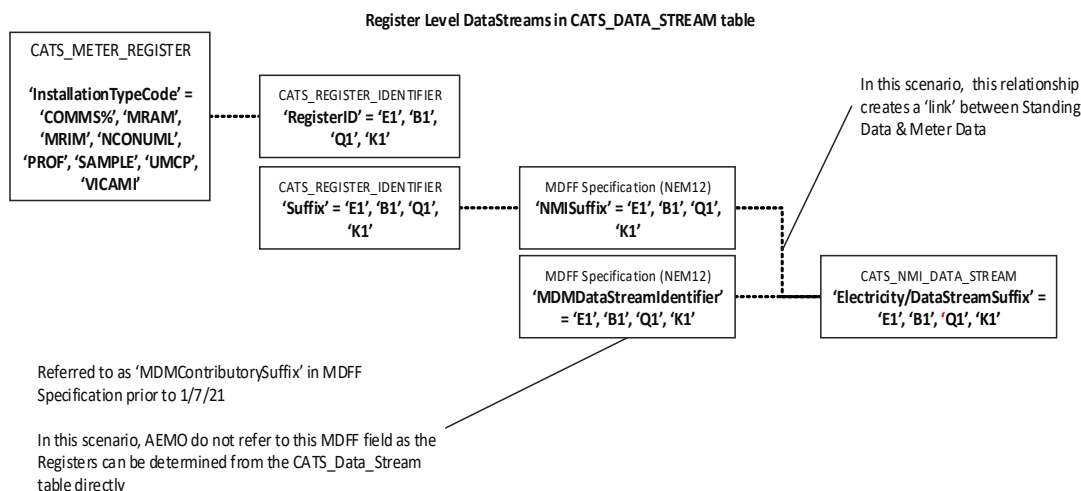 Register Level DataStreams in CATS_DATA_STREAM table
CATS_METER_REGISTER
‘InstallationTypeCode’ =
‘COMMS%’, ‘MRAM’,
‘MRIM’, ‘NCONUML’,
‘PROF’, ‘SAMPLE’, ‘UMCP’,
‘VICAMI’
CATS_REGISTER_IDENTIFIER
‘RegisterID’ = ‘E1’, ‘B1’,
‘Q1’, ‘K1’
CATS_REGISTER_IDENTIFIER
‘Suffix’ = ‘E1’, ‘B1’, ‘Q1’,
‘K1’
MDFF Specification (NEM12)
‘NMISuffix’ = ‘E1’, ‘B1’, ‘Q1’,
‘K1’
MDFF Specification (NEM12)
‘MDMDataStreamIdentifier’
= ‘E1’, ‘B1’, ‘Q1’, ‘K1’
In this scenario, this relationship
creates a ‘link’ between Standing
Data & Meter Data
CATS_NMI_DATA_STREAM
‘Electricity/DataStreamSuffix’ =
‘E1’, ‘B1’, ‘Q1’, ‘K1’
Referred to as ‘MDMContributorySuffix’ in MDFF
Specification prior to 1/7/21
In this scenario, AEMO do not refer to this MDFF field as the
Registers can be determined from the CATS_Data_Stream
table directly